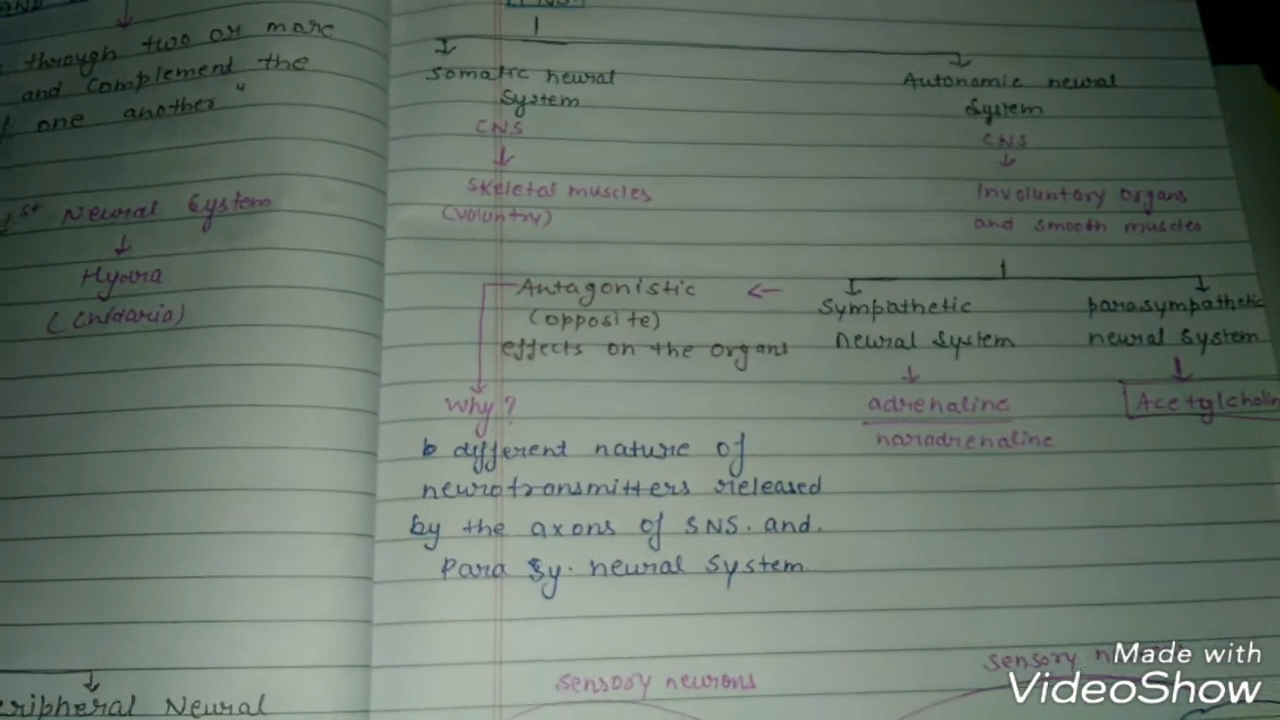 through two or more
and complement the
one another"
1st Neural System
Hydra
(Cnidaria)
eripheral Neural
Somatic neural
System
CNS
Skeletal muscles
(voluntry)
Autonomic neural
System
CNS
Involuntary organs
and smooth muscles
Antagonistic
(opposite)
effects on the organs
Sympathetic
neural System
parasympathetic
neural System
adrenaline
noradrenaline
Acetylcholin
Why?
different nature of
neurotransmitters released
by the axons of SNS. and.
Para Sy. neural System
sensory neurons
sensory
Made with
VideoShow